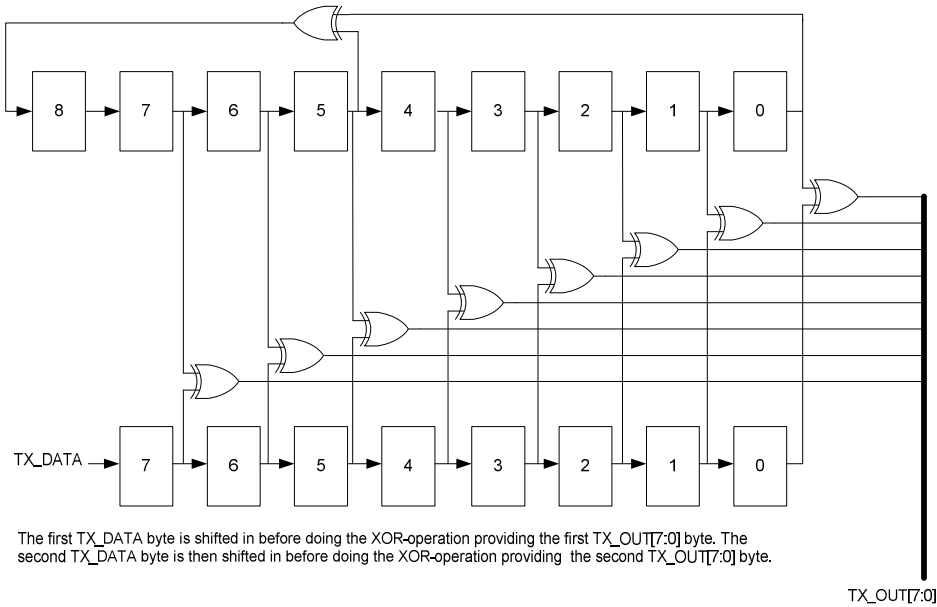 8 7 6 5 4 3 2 1 0
TX_DATA 7 6 5 4 3 2 1 0
The first TX_DATA byte is shifted in before doing the XOR-operation providing the first TX_OUT[7:0] byte. The
second TX_DATA byte is then shifted in before doing the XOR-operation providing the second TX_OUT[7:0] byte.
TX_OUT[7:0]